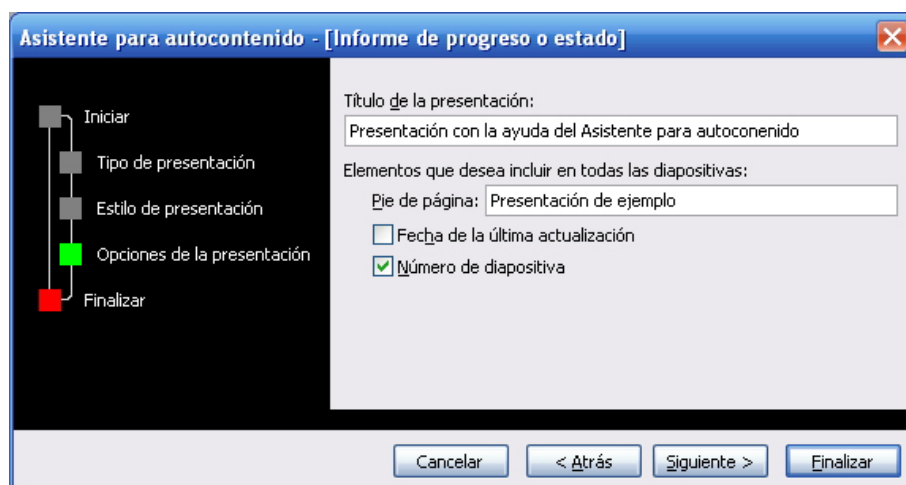 Asistente para autocontenido - [Informe de progreso o estado]
Iniciar
Tipo de presentación
Estilo de presentación
Opciones de la presentación
Finalizar
Título de la presentación:
Presentación con la ayuda del Asistente para autoconenido
Elementos que desea incluir en todas las diapositivas:
Pie de página: Presentación de ejemplo
Fecha de la última actualización
Número de diapositiva
Cancelar < Atrás Siguiente > Finalizar